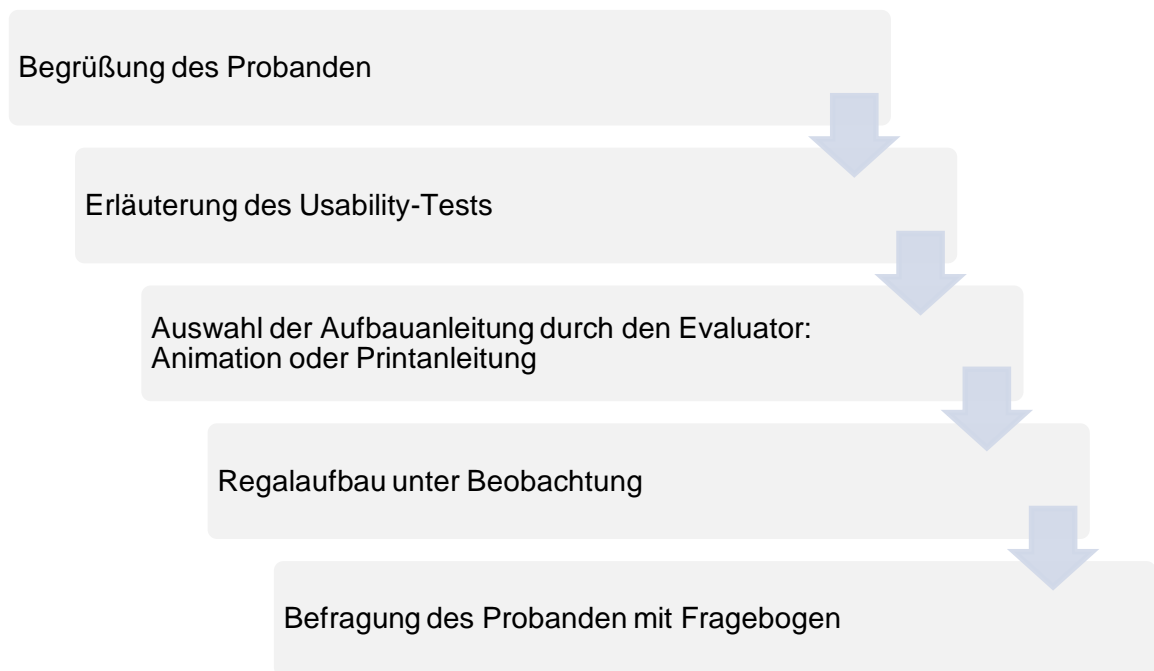 Begrüßung des Probanden
Erläuterung des Usability-Tests
Auswahl der Aufbauanleitung durch den Evaluator:
Animation oder Printanleitung
Regalaufbau unter Beobachtung
Befragung des Probanden mit Fragebogen